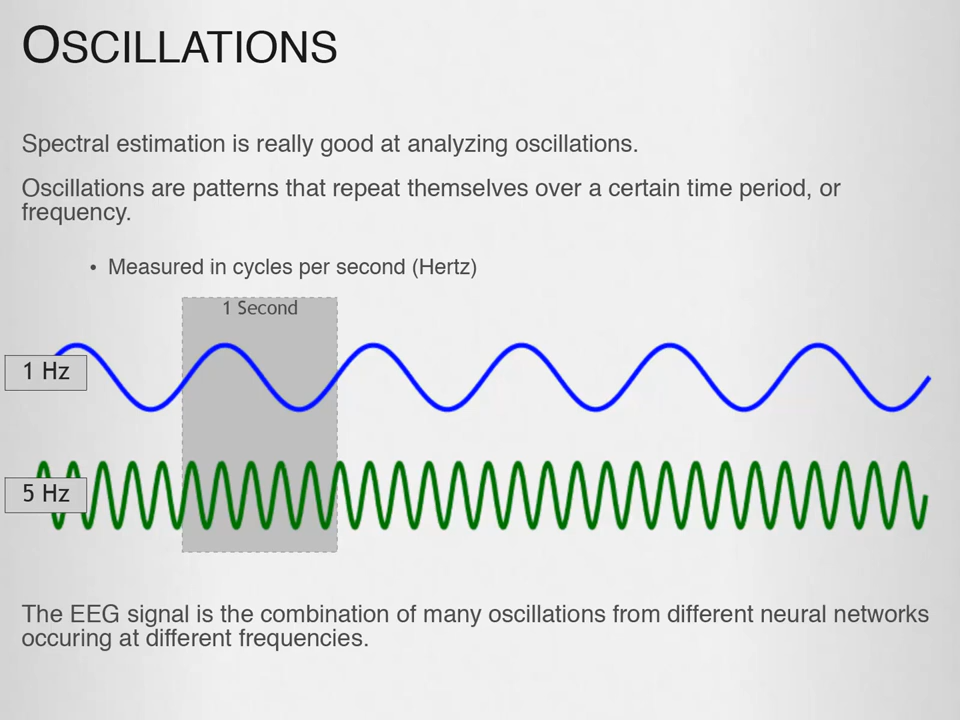 OSCILLATIONS
Spectral estimation is really good at analyzing oscillations.
Oscillations are patterns that repeat themselves over a certain time period, or
frequency.
• Measured in cycles per second (Hertz)
1 Second
1 Hz
5 Hz
The EEG signal is the combination of many oscillations from different neural networks
occuring at different frequencies.